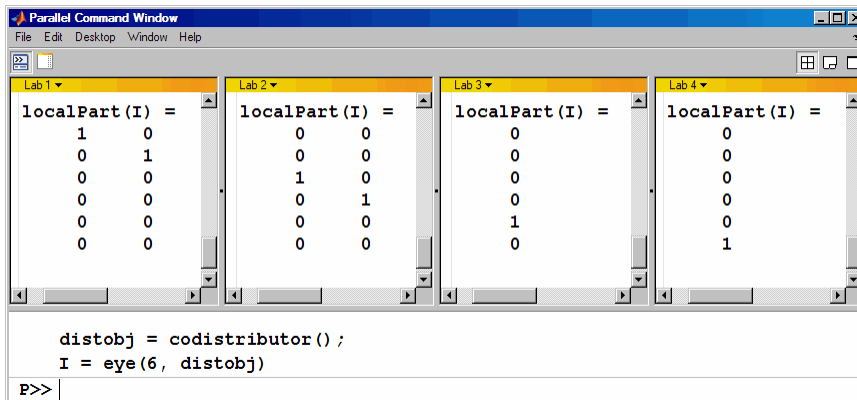 Parallel Command Window
File Edit Desktop Window Help
Lab 1
localPart(I) =
1 0
0 1
0 0
0 0
0 0
0 0
Lab 2
localPart(I) =
0 0
0 0
1 0
0 1
0 0
0 0
Lab 3
localPart(I) =
0
0
0
0
1
0
Lab 4
localPart(I) =
0
0
0
0
0
1
distobj = codistributor();
I = eye(6, distobj)
P>>